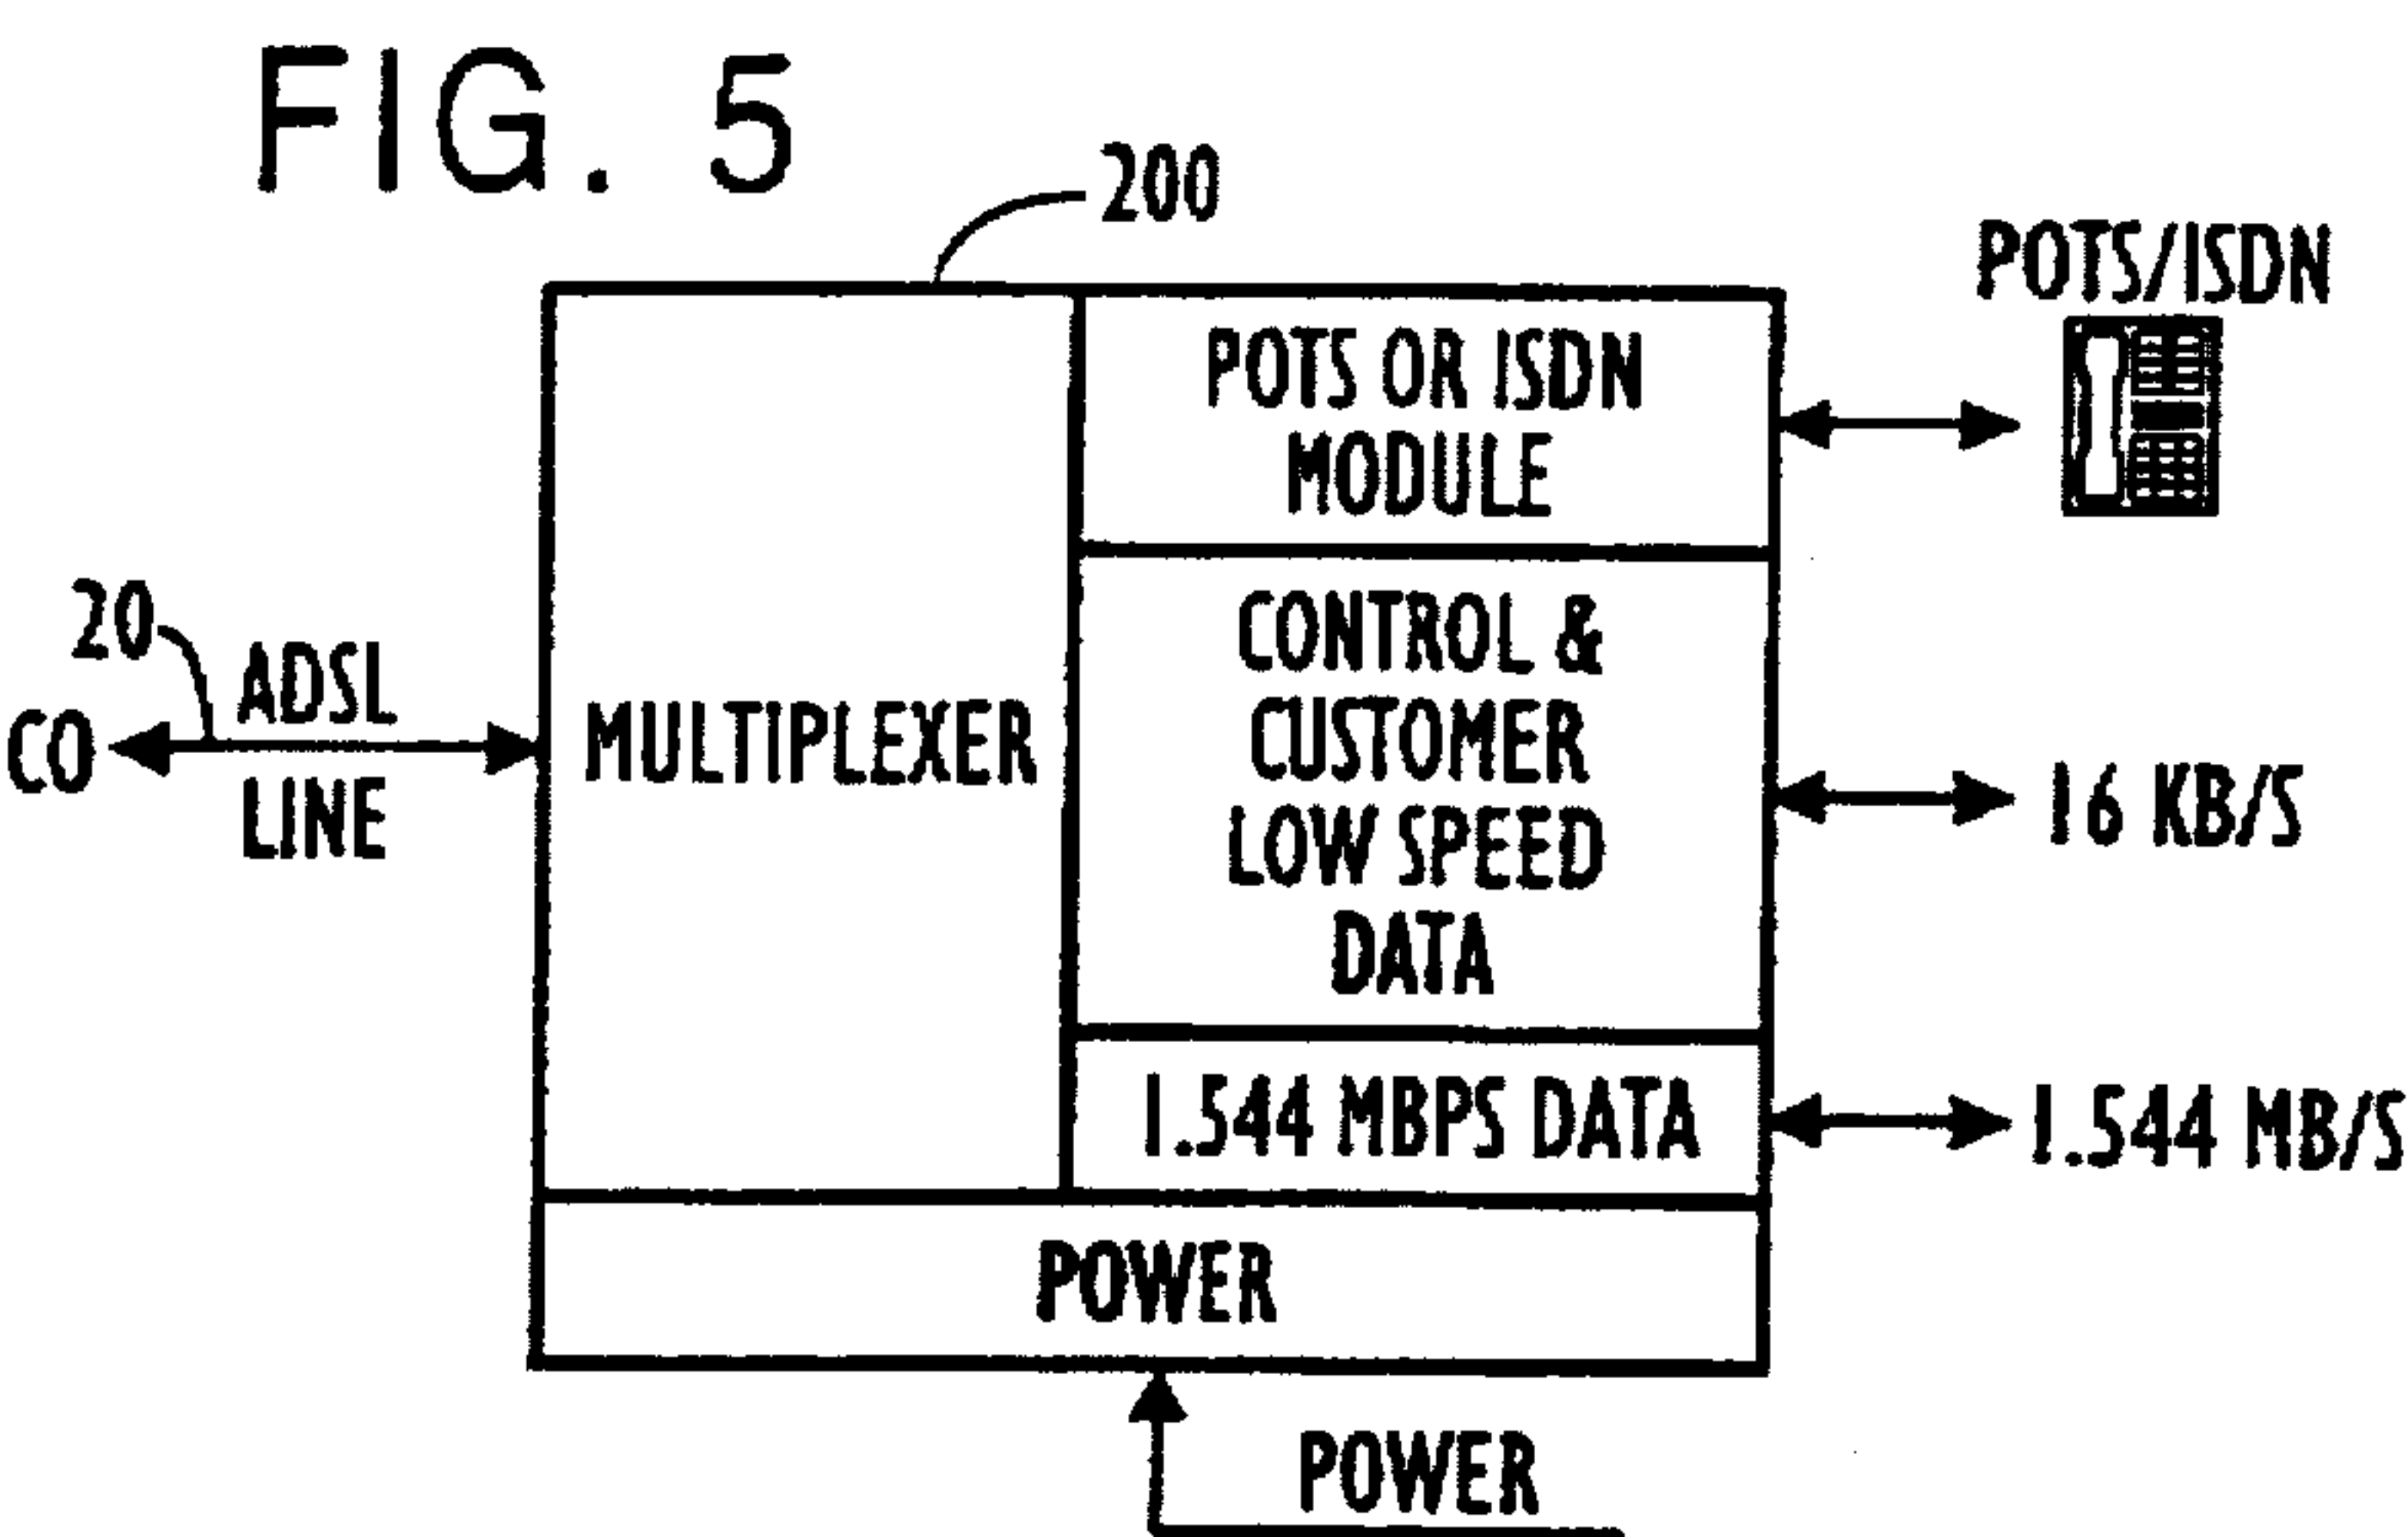 FIG. 5
200
POTS/ISDN
POTS OR ISDN
MODULE
20
ADSL
CO
LINE
MULTIPLEXER
CONTROL &
CUSTOMER
LOW SPEED
DATA
16 KB/S
1.544 MBPS DATA
1.544 MB/S
POWER
POWER